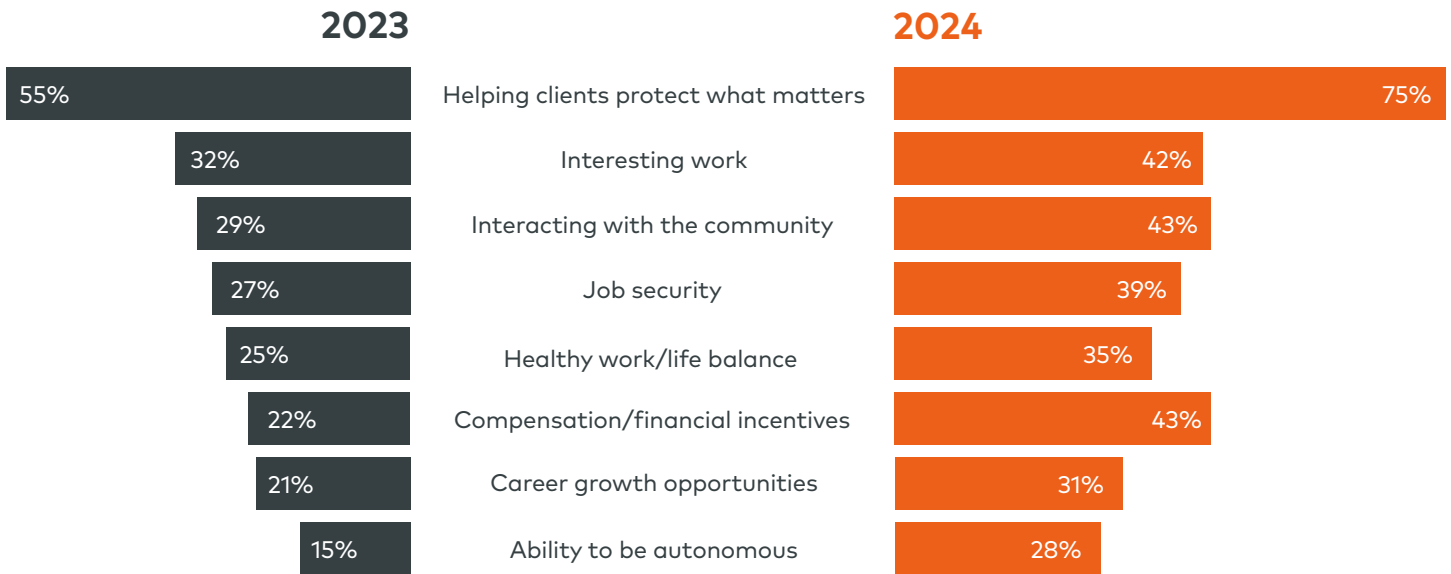 2023 2024
55% Helping clients protect what matters 75%
32% Interesting work 42%
29% Interacting with the community 43%
27% Job security 39%
25% Healthy work/life balance 35%
22% Compensation/financial incentives 43%
21% Career growth opportunities 31%
15% Ability to be autonomous 28%